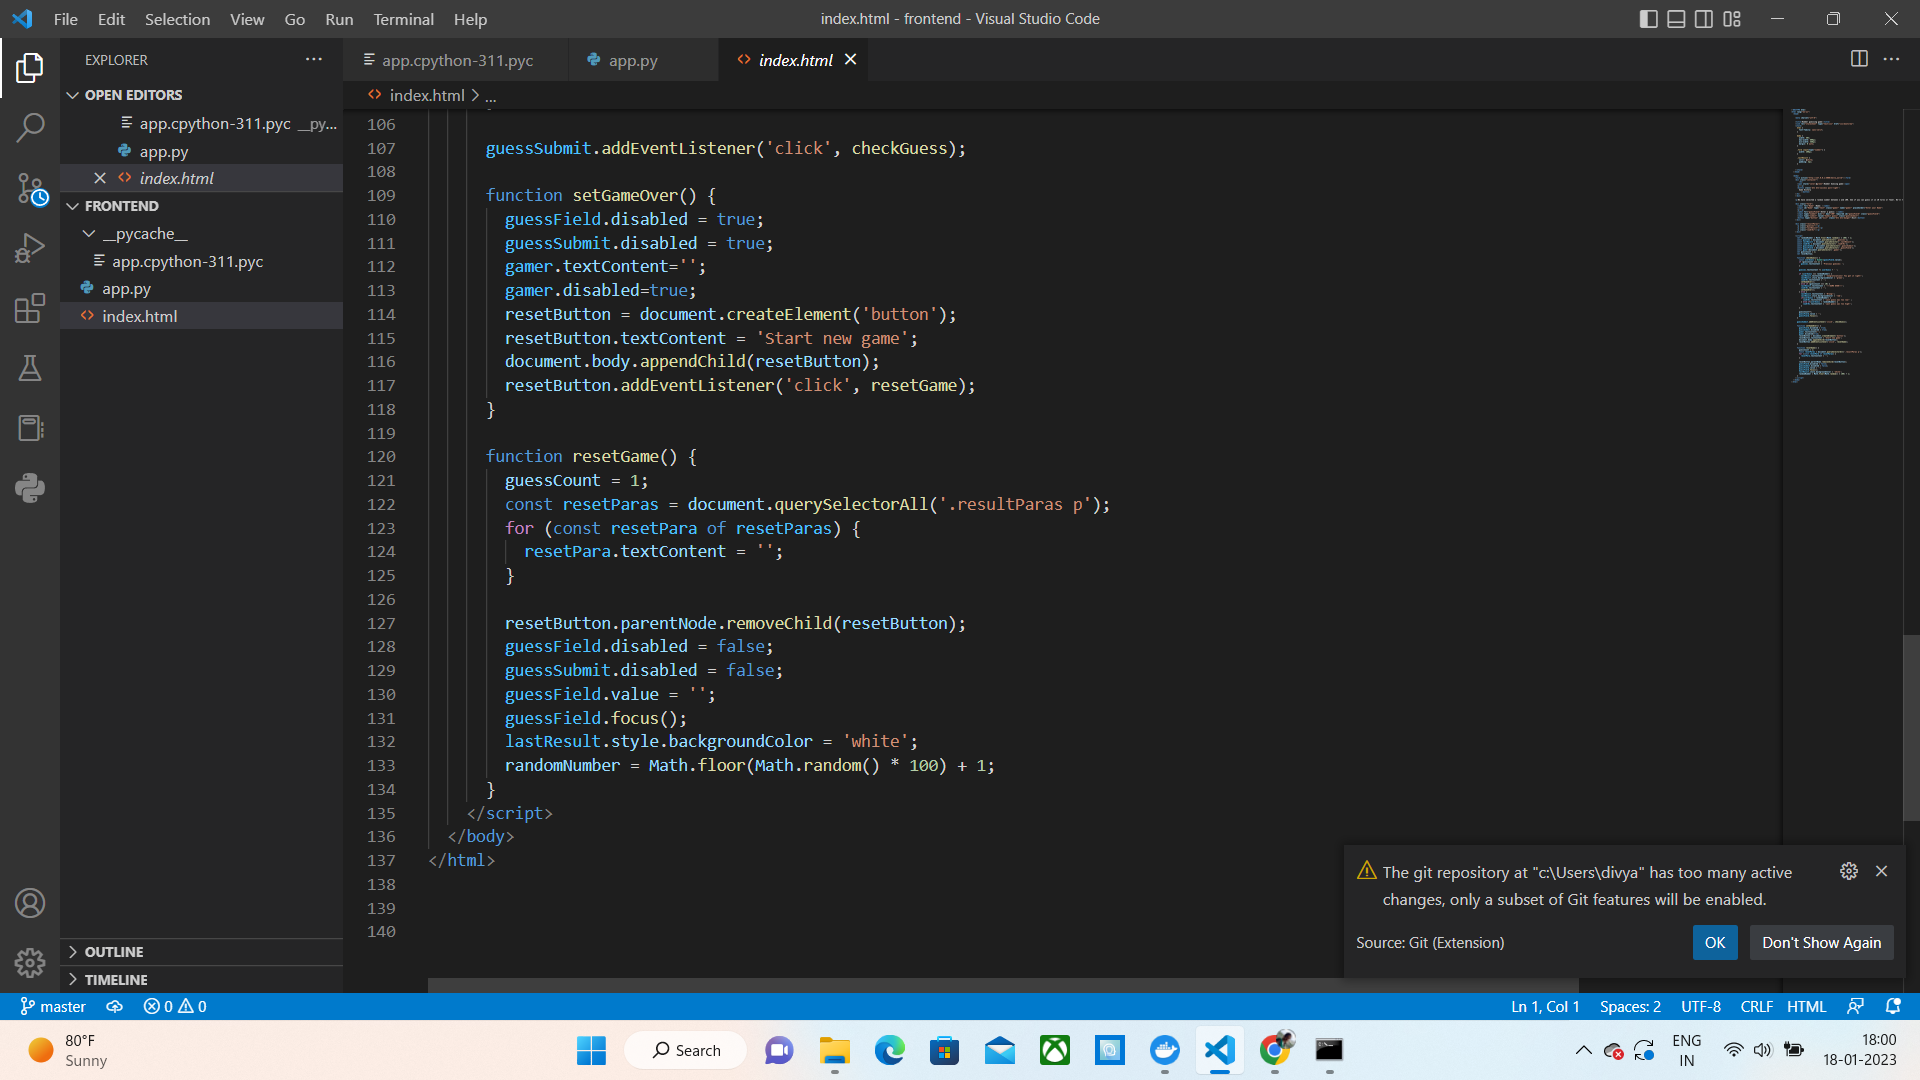 File Edit Selection View Go Run Terminal Help
index.html - frontend - Visual Studio Code
EXPLORER
OPEN EDITORS
app.cpython-311.pyc __py...
app.py
index.html
FRONTEND
__pycache__
app.cpython-311.pyc
app.py
index.html
OUTLINE
TIMELINE
app.cpython-311.pyc
app.py
index.html
index.html > ...
106
107 guessSubmit.addEventListener('click', checkGuess);
108
109 function setGameOver() {
110 guessField.disabled = true;
111 guessSubmit.disabled = true;
112 gamer.textContent='';
113 gamer.disabled=true;
114 resetButton = document.createElement('button');
115 resetButton.textContent = 'Start new game';
116 document.body.appendChild(resetButton);
117 resetButton.addEventListener('click', resetGame);
118 }
119
120 function resetGame() {
121 guessCount = 1;
122 const resetParas = document.querySelectorAll('.resultParas p');
123 for (const resetPara of resetParas) {
124 resetPara.textContent = '';
125 }
126
127 resetButton.parentNode.removeChild(resetButton);
128 guessField.disabled = false;
129 guessSubmit.disabled = false;
130 guessField.value = '';
131 guessField.focus();
132 lastResult.style.backgroundColor = 'white';
133 randomNumber = Math.floor(Math.random() * 100) + 1;
134 }
135 </script>
136 </body>
137 </html>
138
139
140
The git repository at "c:\Users\divya" has too many active
changes, only a subset of Git features will be enabled.
Source: Git (Extension)
OK
Don't Show Again
master
0 0
Ln 1, Col 1
Spaces: 2
UTF-8
CRLF
HTML
80°F
Sunny
Search
ENG
IN
18:00
18-01-2023